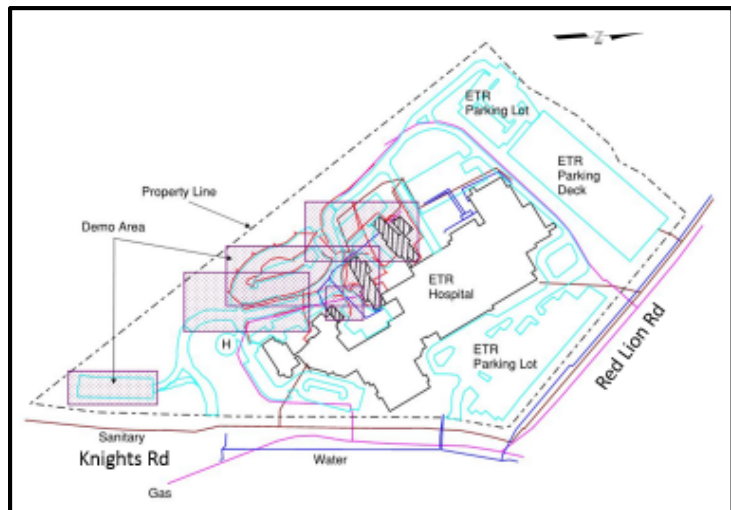 Z
ETR
Parking Lot
ETR
Parking
Deck
Property Line
Demo Area
ETR
Hospital
H
ETR
Parking Lot
Red Lion Rd
Sanitary
Knights Rd
Water
Gas